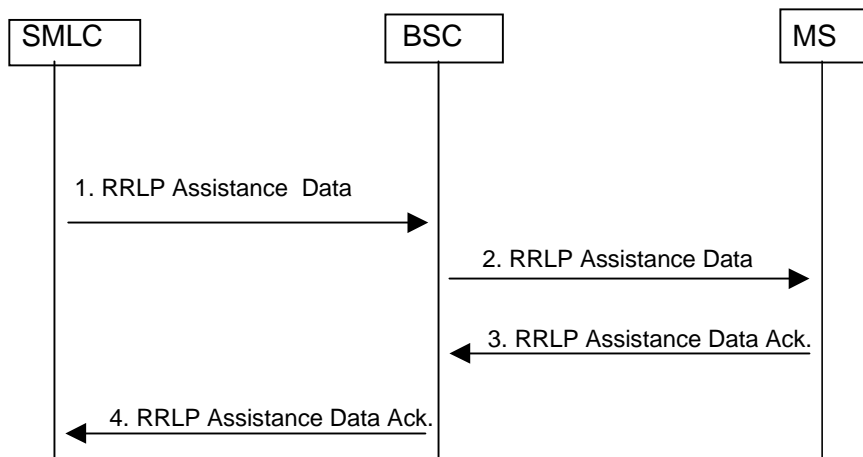 SMLC
BSC
MS
1. RRLP Assistance Data
2. RRLP Assistance Data
3. RRLP Assistance Data Ack.
4. RRLP Assistance Data Ack.